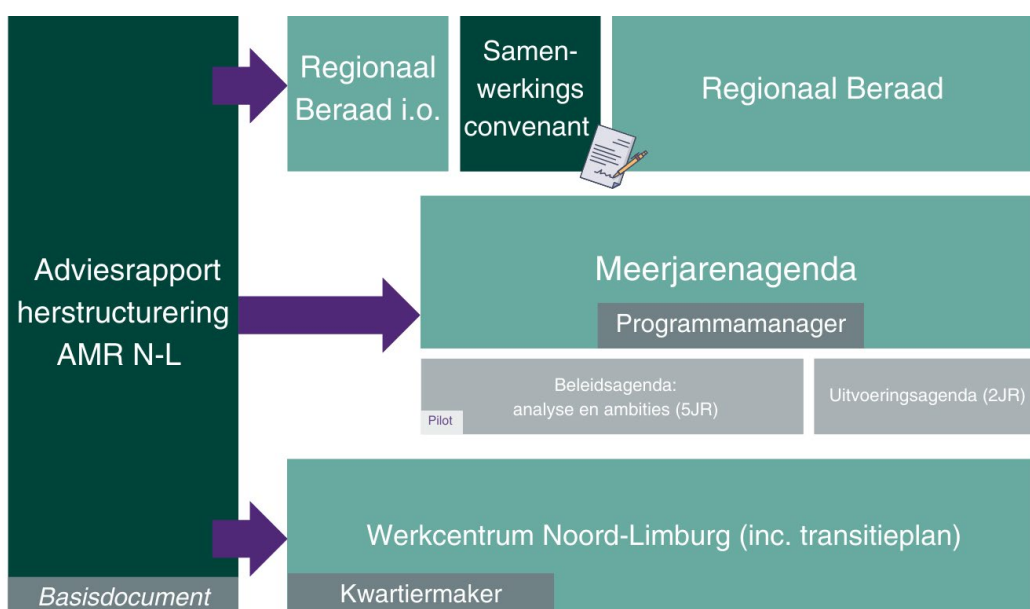 Adviesrapport
herstructurering
AMR N-L
Basisdocument
Regionaal
Beraad i.o.
Samen-
werkings
convenant
Regionaal Beraad
Meerjarenagenda
Programmamanager
Beleidsagenda:
analyse en ambities (5JR)
Pilot
Uitvoeringsagenda (2JR)
Werkcentrum Noord-Limburg (inc. transitieplan)
Kwartiermaker